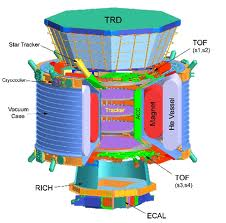 TRD
Star Tracker
TOF
(s1,s2)
Cryocooler
Vacuum
Case
Tracker
ACC
Magnet
He Vessel
TOF
(s3,s4)
RICH
ECAL